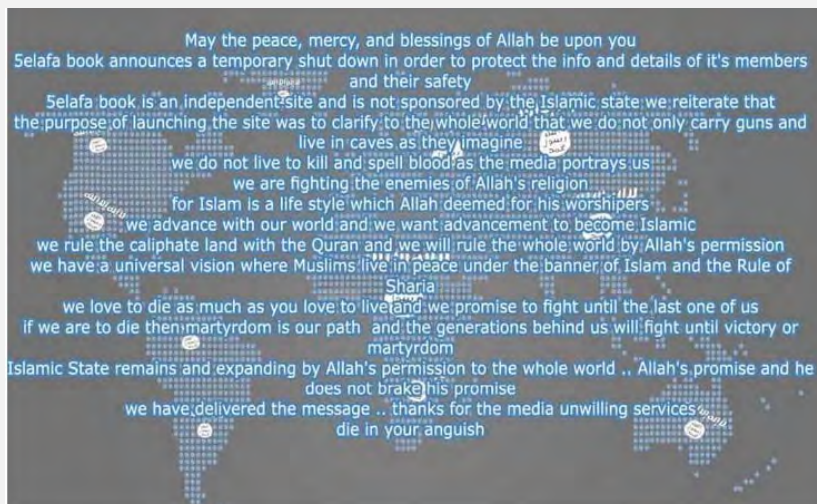 May the peace, mercy, and blessings of Allah be upon you
5elafa book announces a temporary shut down in order to protect the info and details of it's members
and their safety
5elafa book is an independent site and is not sponsored by the Islamic state we reiterate that
the purpose of launching the site was to clarify to the whole world that we do not only carry guns and
live in caves as they imagine
we do not live to kill and spell blood as the media portrays us
we are fighting the enemies of Allah's religion
for Islam is a life style which Allah deemed for his worshipers
we advance with our world and we want advancement to become Islamic
we rule the caliphate land with the Quran and we will rule the whole world by Allah's permission
we have a universal vision where Muslims live in peace under the banner of Islam and the Rule of
Sharia
we love to die as much as you love to live and we promise to fight until the last one of us
if we are to die then martyrdom is our path and the generations behind us will fight until victory or
martyrdom
Islamic State remains and expanding by Allah's permission to the whole world .. Allah's promise and he
does not brake his promise
we have delivered the message .. thanks for the media unwilling services
die in your anguish